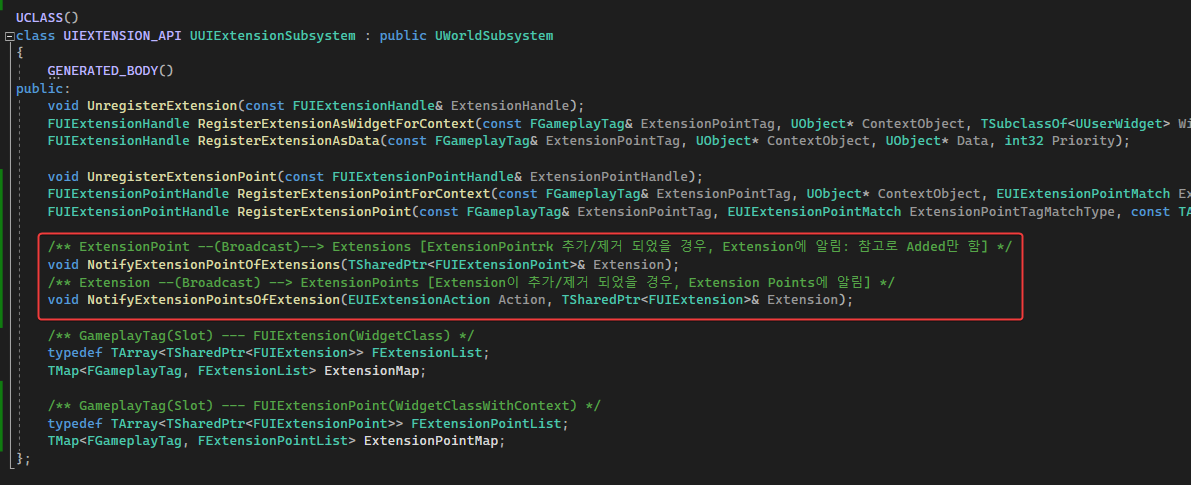 UCLASS()
class UIEXTENSION_API UUIExtensionSubsystem : public UWorldSubsystem
{
GENERATED_BODY()
public:
void UnregisterExtension(const FUIExtensionHandle& ExtensionHandle);
FUIExtensionHandle RegisterExtensionAsWidgetForContext(const FGameplayTag& ExtensionPointTag, UObject* ContextObject, TSubclassOf<UUserWidget> Wi
FUIExtensionHandle RegisterExtensionAsData(const FGameplayTag& ExtensionPointTag, UObject* ContextObject, UObject* Data, int32 Priority);
void UnregisterExtensionPoint(const FUIExtensionPointHandle& ExtensionPointHandle);
FUIExtensionPointHandle RegisterExtensionPointForContext(const FGameplayTag& ExtensionPointTag, UObject* ContextObject, EUIExtensionPointMatch Ex
FUIExtensionPointHandle RegisterExtensionPoint(const FGameplayTag& ExtensionPointTag, EUIExtensionPointMatch ExtensionPointTagMatchType, const TA
/** ExtensionPoint --(Broadcast)--> Extensions [ExtensionPointrk 추가/제거 되었을 경우, Extension에 알림: 참고로 Added만 함] */
void NotifyExtensionPointOfExtensions(TSharedPtr<FUIExtensionPoint>& Extension);
/** Extension --(Broadcast) --> ExtensionPoints [Extension이 추가/제거 되었을 경우, Extension Points에 알림] */
void NotifyExtensionPointsOfExtension(EUIExtensionAction Action, TSharedPtr<FUIExtension>& Extension);
/** GameplayTag(Slot) --- FUIExtension(WidgetClass) */
typedef TArray<TSharedPtr<FUIExtension>> FExtensionList;
TMap<FGameplayTag, FExtensionList> ExtensionMap;
/** GameplayTag(Slot) --- FUIExtensionPoint(WidgetClassWithContext) */
typedef TArray<TSharedPtr<FUIExtensionPoint>> FExtensionPointList;
TMap<FGameplayTag, FExtensionPointList> ExtensionPointMap;
};